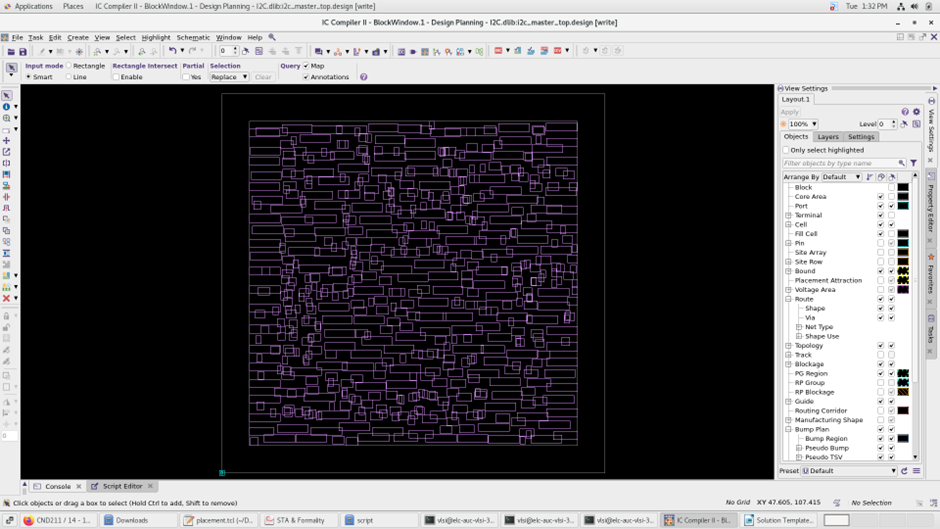 Applications Places IC Compiler II - BlockWindow.1 - Design Planning - I2C.dlib:i2c_master_top.design [write] Tue 1:32 PM
IC Compiler II - BlockWindow.1 - Design Planning - I2C.dlib:i2c_master_top.design [write]
File Task Edit Create View Select Highlight Schematic Window Help
0
Input mode Rectangle Rectangle Intersect Partial Selection Query Map
Smart Line Enable Yes Replace Clear Annotations
View Settings
Layout.1
Apply
100% Level 0
Objects Layers Settings
Only select highlighted
Filter objects by type name
Arrange By Default
Block
Core Area
Port
Terminal
Cell
Fill Cell
Pin
Site Array
Site Row
Bound
Placement Attraction
Voltage Area
Route
Shape
Via
Net Type
Shape Use
Topology
Track
Blockage
PG Region
RP Group
RP Blockage
Guide
Routing Corridor
Manufacturing Shape
Bump Plan
Bump Region
Pseudo Bump
Pseudo TSV
Preset Default
View Settings
Property Editor
Favorites
Tasks
0
Console Script Editor
Click objects or drag a box to select (Hold Ctrl to add, Shift to remove) No Grid XY 47.605, 107.415 No Selection
CND211 / 14 - 1... Downloads placement.tcl (~/D... STA & Formality script vlsi@elc-auc-vlsi-3... vlsi@elc-auc-vlsi-3... vlsi@elc-auc-vlsi-3... IC Compiler II - Bl... Solution Template...